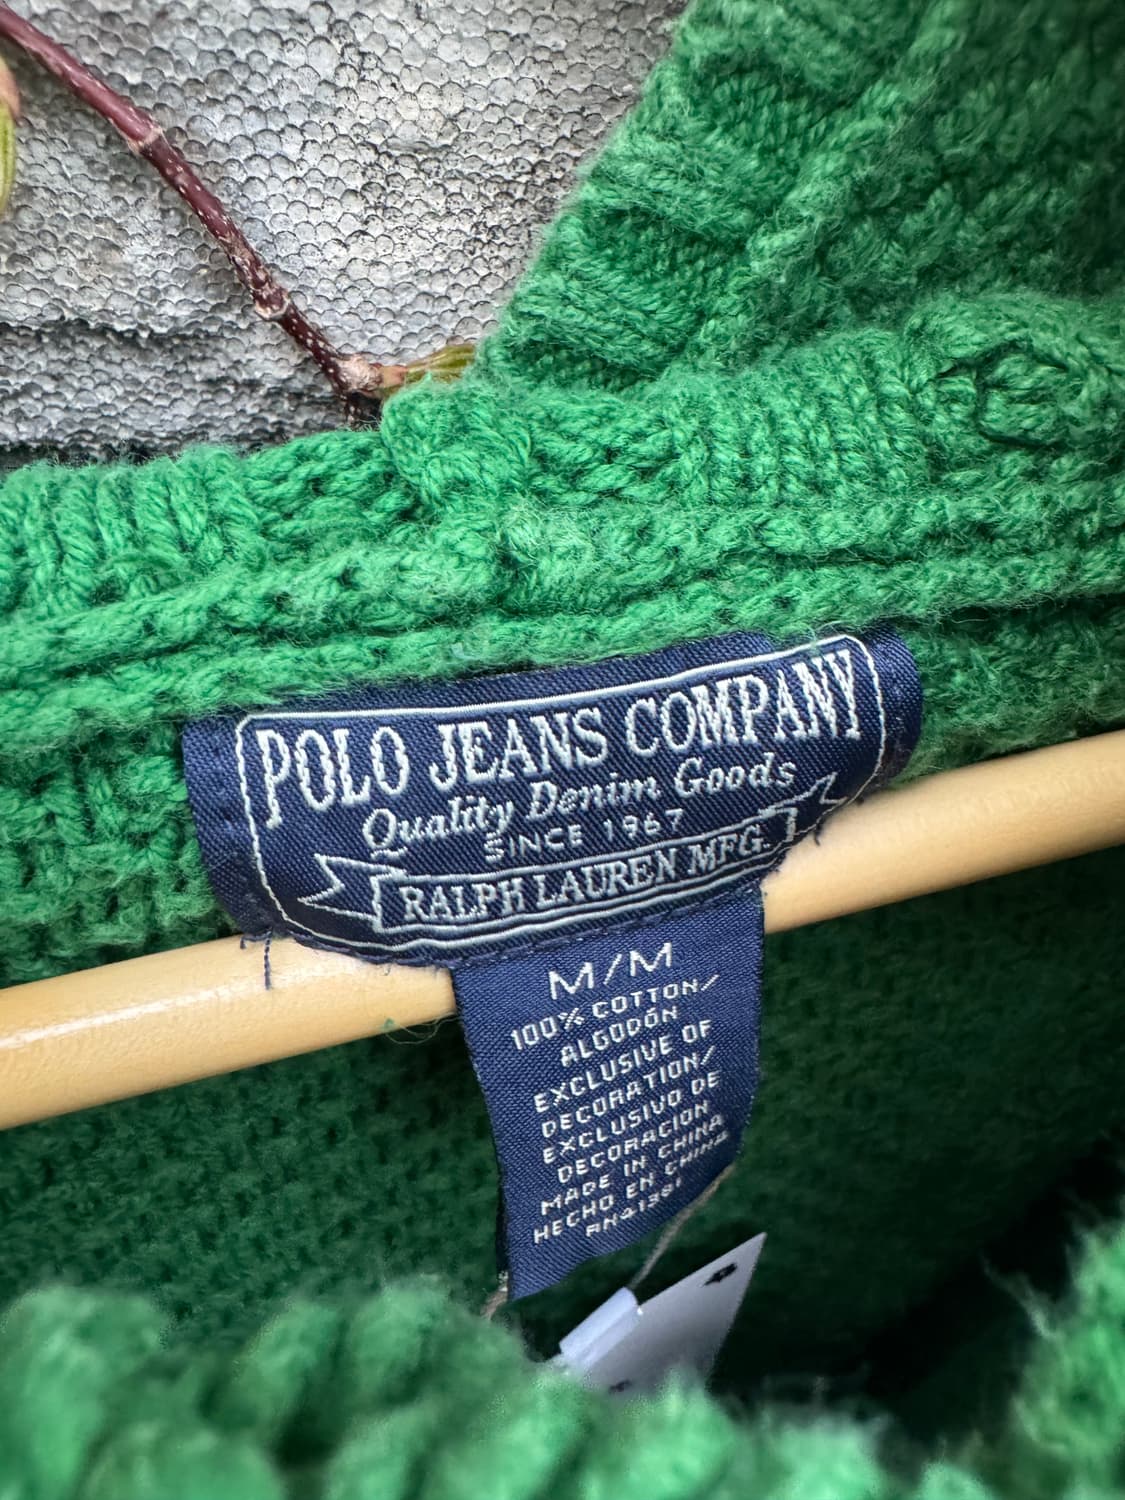 POLO JEANS COMPANY
Quality Denim Goods
SINCE 1967
RALPH LAUREN MFG.
M/M
100% COTTON/
ALGODÓN
EXCLUSIVE OF
DECORATION/
EXCLUSIVO DE
DECORACION
MADE IN CHINA
HECHO EN CHINA